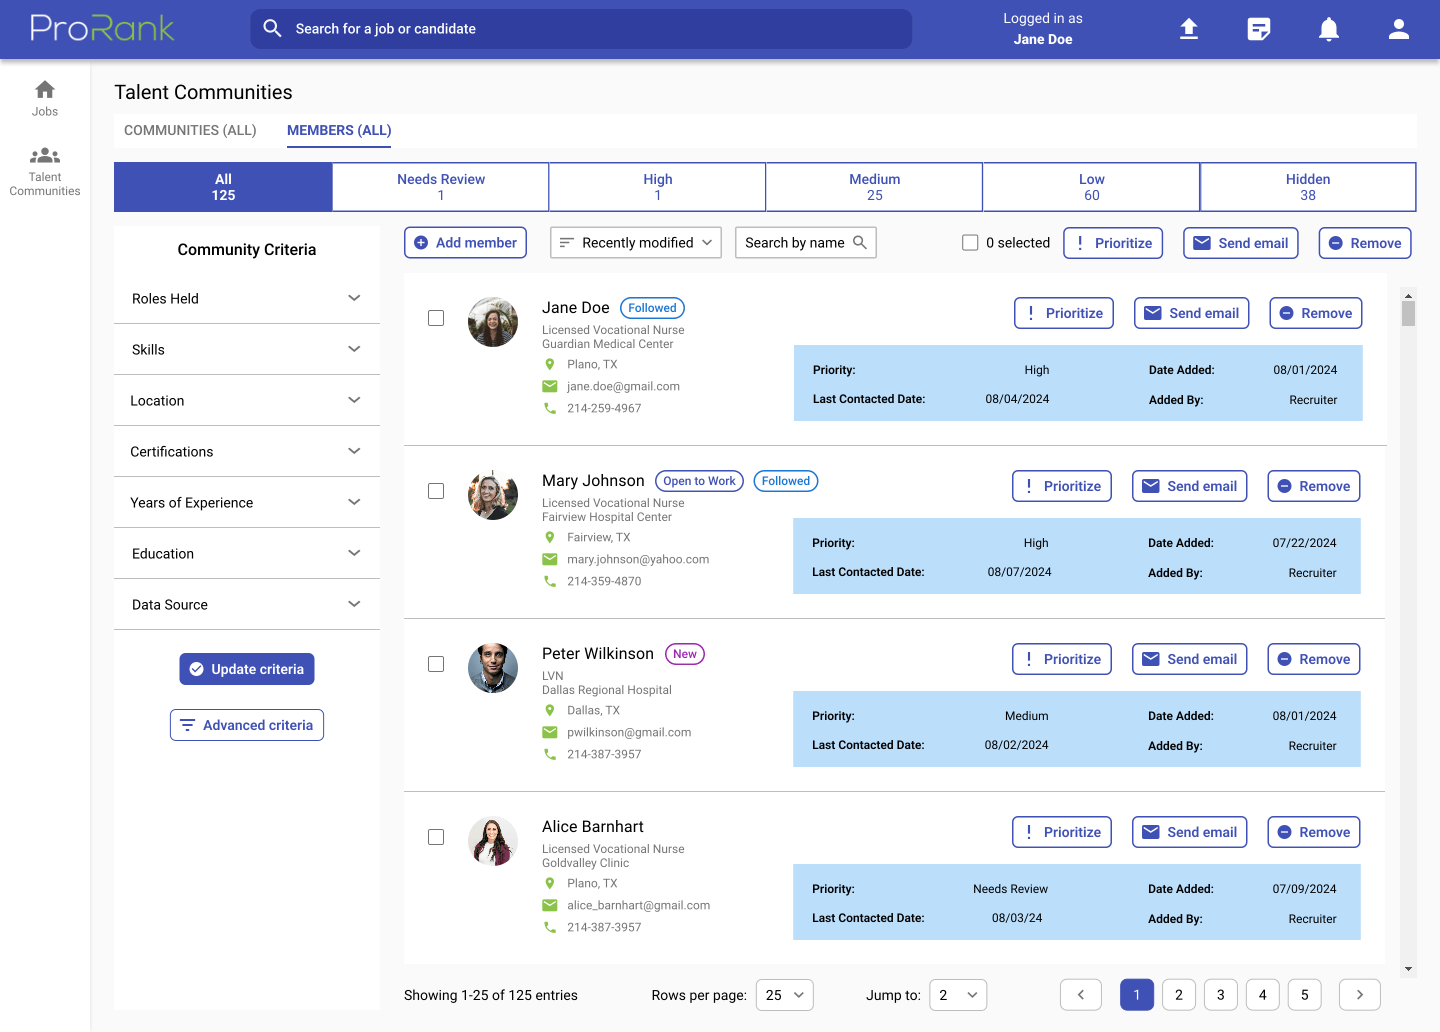 ProRank
Search for a job or candidate
Logged in as
Jane Doe
Jobs
Talent
Communities
Talent Communities
COMMUNITIES (ALL)
MEMBERS (ALL)
All
125
Needs Review
1
High
1
Medium
25
Low
60
Hidden
38
Community Criteria
Roles Held
Skills
Location
Certifications
Years of Experience
Education
Data Source
Update criteria
Advanced criteria
Add member
Recently modified
Search by name
0 selected
Prioritize
Send email
Remove
Jane Doe
Followed
Licensed Vocational Nurse
Guardian Medical Center
Plano, TX
jane.doe@gmail.com
214-259-4967
Prioritize
Send email
Remove
Priority: High
Date Added: 08/01/2024
Last Contacted Date: 08/04/2024
Added By: Recruiter
Mary Johnson
Open to Work
Followed
Licensed Vocational Nurse
Fairview Hospital Center
Fairview, TX
mary.johnson@yahoo.com
214-359-4870
Prioritize
Send email
Remove
Priority: High
Date Added: 07/22/2024
Last Contacted Date: 08/07/2024
Added By: Recruiter
Peter Wilkinson
New
LVN
Dallas Regional Hospital
Dallas, TX
pwilkinson@gmail.com
214-387-3957
Prioritize
Send email
Remove
Priority: Medium
Date Added: 08/01/2024
Last Contacted Date: 08/02/2024
Added By: Recruiter
Alice Barnhart
Licensed Vocational Nurse
Goldvalley Clinic
Plano, TX
alice_barnhart@gmail.com
214-387-3957
Prioritize
Send email
Remove
Priority: Needs Review
Date Added: 07/09/2024
Last Contacted Date: 08/03/24
Added By: Recruiter
Showing 1-25 of 125 entries
Rows per page: 25
Jump to: 2
1 2 3 4 5